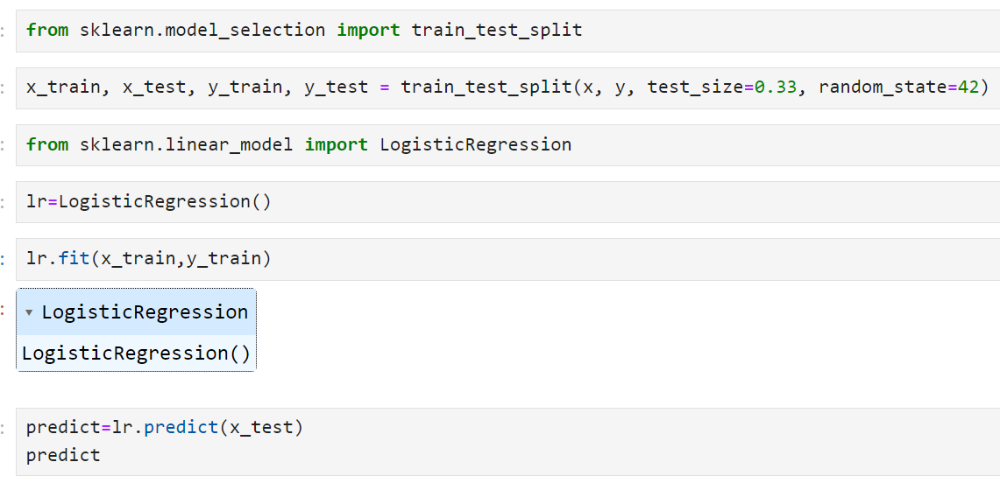 from sklearn.model_selection import train_test_split
x_train, x_test, y_train, y_test = train_test_split(x, y, test_size=0.33, random_state=42)
from sklearn.linear_model import LogisticRegression
lr=LogisticRegression()
lr.fit(x_train,y_train)
▾ LogisticRegression
LogisticRegression()
predict=lr.predict(x_test)
predict